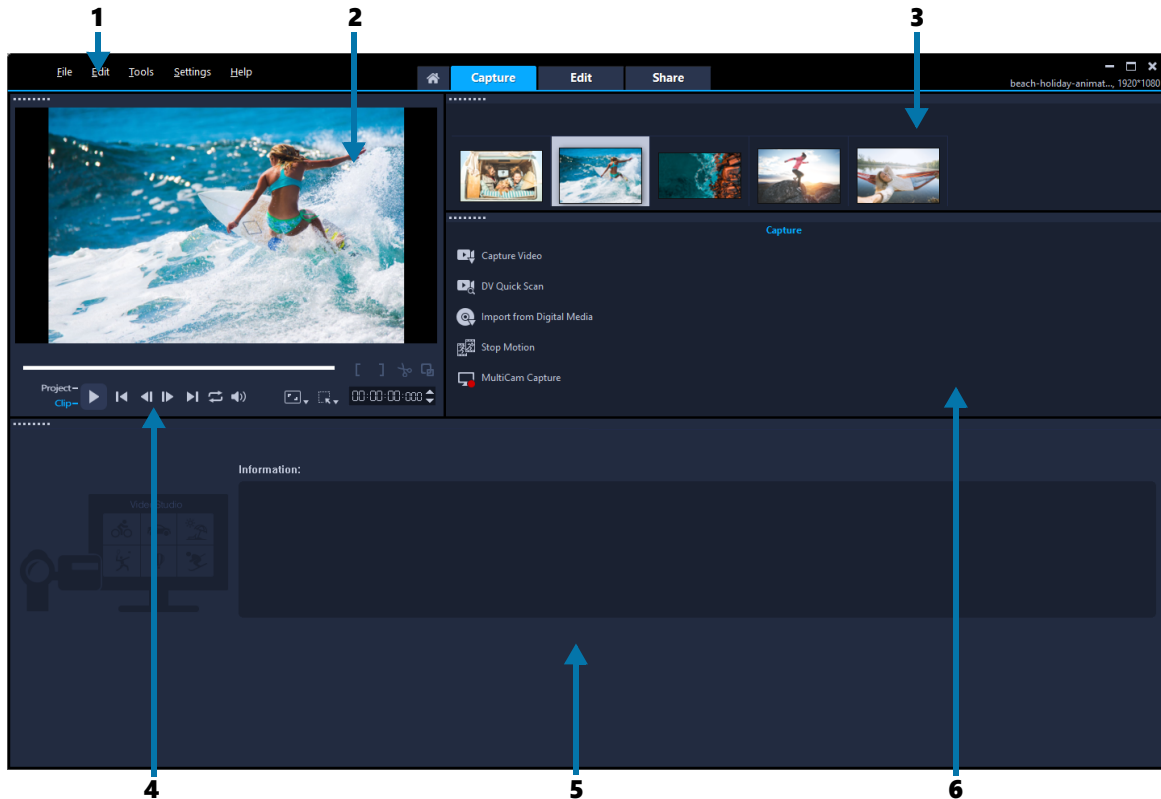 1 2 3
File Edit Tools Settings Help
Capture Edit Share
beach-holiday-animat..., 1920*1080
Capture
Capture Video
DV Quick Scan
Import from Digital Media
Stop Motion
MultiCam Capture
Project
Clip
00:00:00:000
Information:
VideoStudio
4 5 6